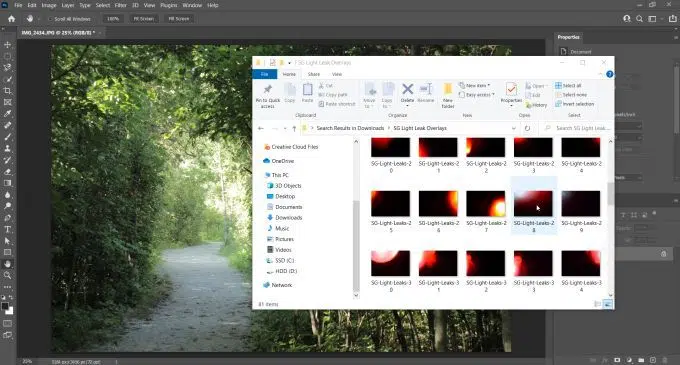 Ps File Edit Image Layer Type Select Filter 3D View Plugins Window Help
Scroll All Windows 100% Fit Screen Fill Screen
IMG_2434.JPG @ 25% (RGB/8) *
Properties
Document
SG Light Leak Overlays
File Home Share View
Pin to Quick access
Copy
Paste
Cut
Copy path
Paste shortcut
Move to
Copy to
Delete
Rename
New folder
New item
Easy access
Properties
Open
Edit
History
Select all
Select none
Invert selection
Clipboard Organize New Open Select
Search Results in Downloads > SG Light Leak Overlays
Search SG Light Leak...
Creative Cloud Files
OneDrive
This PC
3D Objects
Desktop
Documents
Downloads
Music
Pictures
Videos
SSD (C:)
HDD (D:)
Network
SG-Light-Leaks-20
SG-Light-Leaks-21
SG-Light-Leaks-22
SG-Light-Leaks-23
SG-Light-Leaks-24
SG-Light-Leaks-25
SG-Light-Leaks-26
SG-Light-Leaks-27
SG-Light-Leaks-28
SG-Light-Leaks-29
SG-Light-Leaks-30
SG-Light-Leaks-31
SG-Light-Leaks-32
SG-Light-Leaks-33
SG-Light-Leaks-34
81 items
25%